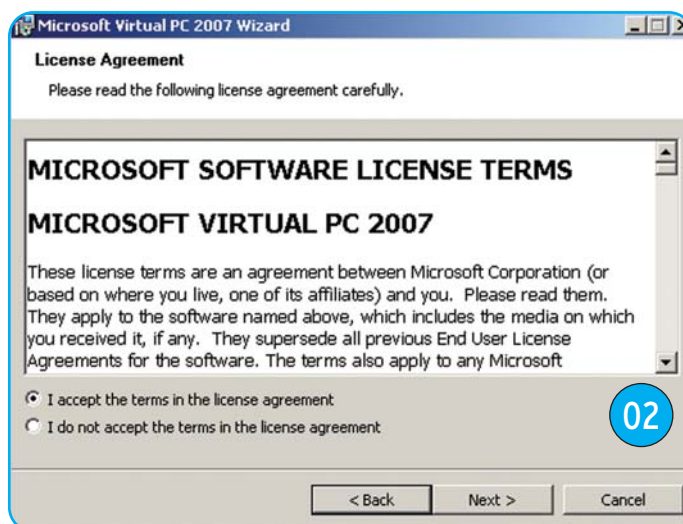 Microsoft Virtual PC 2007 Wizard
License Agreement
Please read the following license agreement carefully.
MICROSOFT SOFTWARE LICENSE TERMS
MICROSOFT VIRTUAL PC 2007
These license terms are an agreement between Microsoft Corporation (or
based on where you live, one of its affiliates) and you.  Please read them.
They apply to the software named above, which includes the media on which
you received it, if any.  They supersede all previous End User License
Agreements for the software. The terms also apply to any Microsoft
I accept the terms in the license agreement
I do not accept the terms in the license agreement
02
< Back
Next >
Cancel